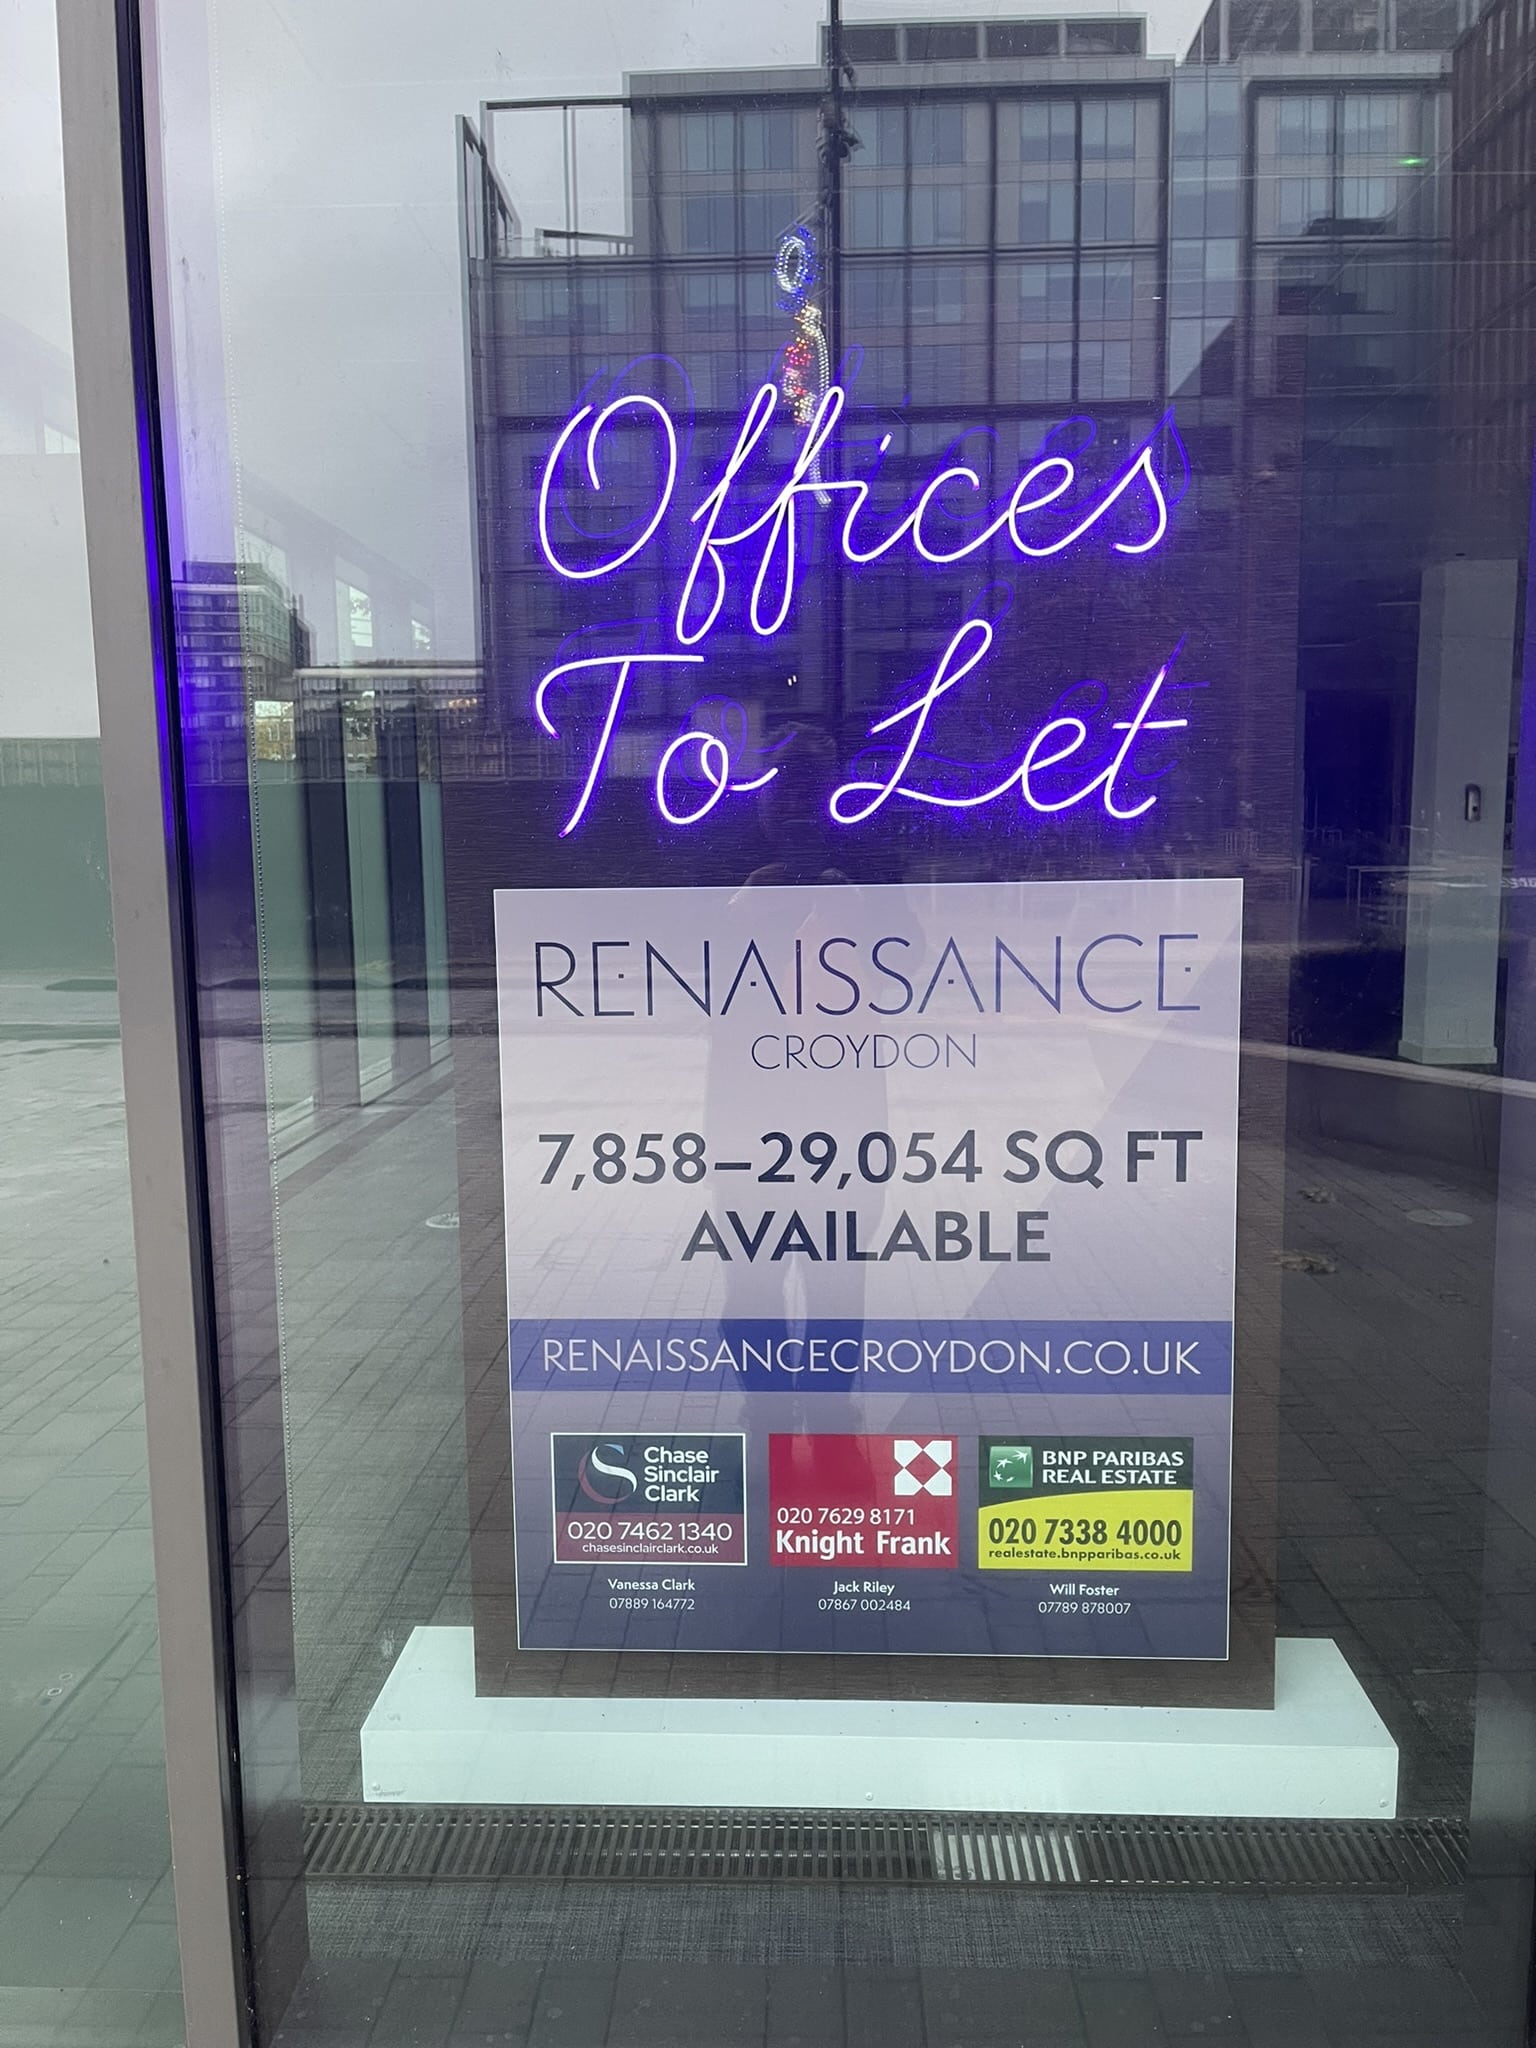 Offices
To Let
RENAISSANCE
CROYDON
7,858–29,054 SQ FT
AVAILABLE
RENAISSANCECROYDON.CO.UK
Chase
Sinclair
Clark
020 7462 1340
chasesinclairclark.co.uk
Vanessa Clark
07889 164772
020 7629 8171
Knight Frank
Jack Riley
07867 002484
BNP PARIBAS
REAL ESTATE
020 7338 4000
realestate.bnpparibas.co.uk
Will Foster
07789 878007